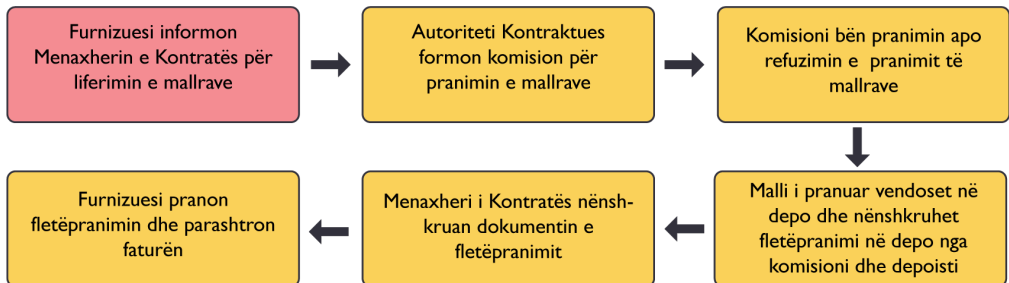 Furnizuesi informon
Menaxherin e Kontratës për
liferimin e mallrave
Autoriteti Kontraktues
formon komision për
pranimin e mallrave
Komisioni bën pranimin apo
refuzimin e pranimit të
mallrave
Malli i pranuar vendoset në
depo dhe nënshkruhet
fletëpranimi në depo nga
komisioni dhe depoisti
Menaxheri i Kontratës nënsh-
kruan dokumentin e
fletëpranimit
Furnizuesi pranon
fletëpranimin dhe parashtron
faturën